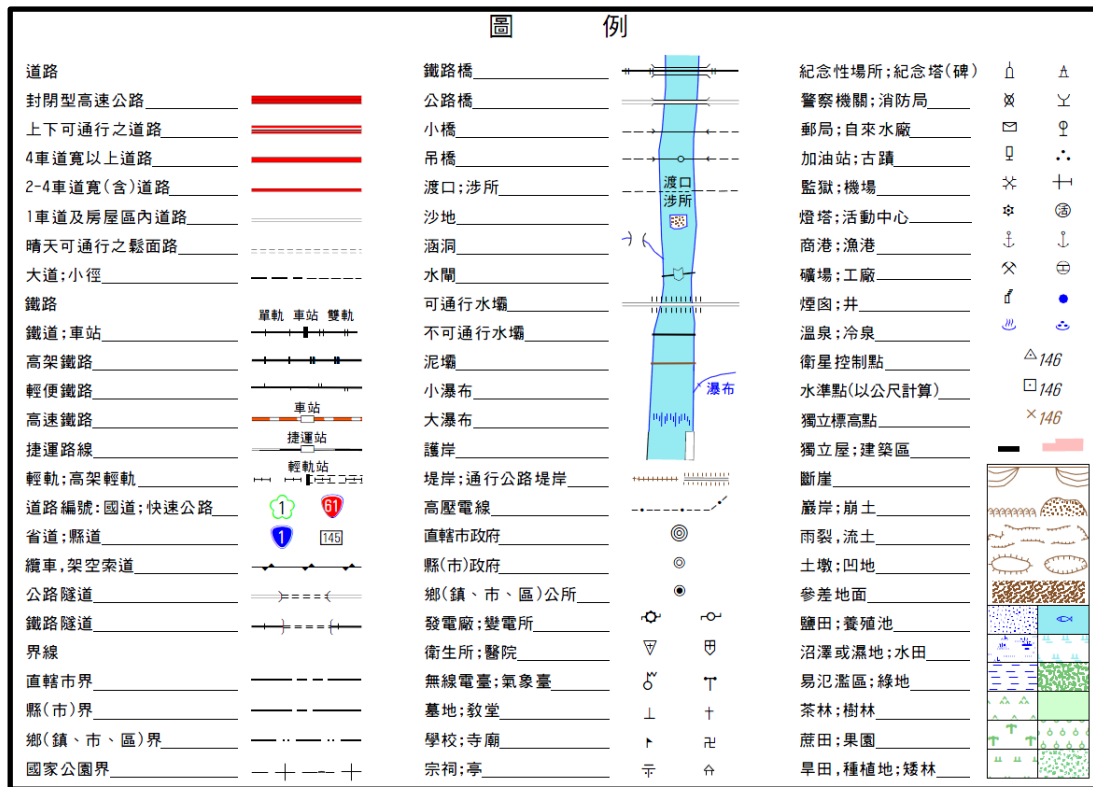 圖 例
道路
封閉型高速公路
上下可通行之道路
4車道寬以上道路
2-4車道寬(含)道路
1車道及房屋區內道路
晴天可通行之鬆面路
大道;小徑
鐵路
單軌 車站 雙軌
鐵道;車站
高架鐵路
輕便鐵路
車站
高速鐵路
捷運站
捷運路線
輕軌站
輕軌;高架輕軌
道路編號:國道;快速公路 1 61
省道;縣道 1 145
纜車,架空索道
公路隧道
鐵路隧道
界線
直轄市界
縣(市)界
鄉(鎮、市、區)界
國家公園界
鐵路橋
公路橋
小橋
吊橋
渡口;涉所 渡口
涉所
沙地
涵洞
水閘
可通行水壩
不可通行水壩
泥壩
小瀑布 瀑布
大瀑布
護岸
堤岸;通行公路堤岸
高壓電線
直轄市政府
縣(市)政府
鄉(鎮、市、區)公所
發電廠;變電所
衛生所;醫院
無線電臺;氣象臺
墓地;教堂
學校;寺廟 卍
宗祠;亭
紀念性場所;紀念塔(碑)
警察機關;消防局
郵局;自來水廠
加油站;古蹟
監獄;機場
燈塔;活動中心 活
商港;漁港
礦場;工廠
煙囪;井
溫泉;冷泉
衛星控制點 146
水準點(以公尺計算) 146
獨立標高點 146
獨立屋;建築區
斷崖
巖岸;崩土
雨裂,流土
土墩;凹地
參差地面
鹽田;養殖池
沼澤或濕地;水田
易氾濫區;綠地
茶林;樹林
蔗田;果園
旱田,種植地;矮林